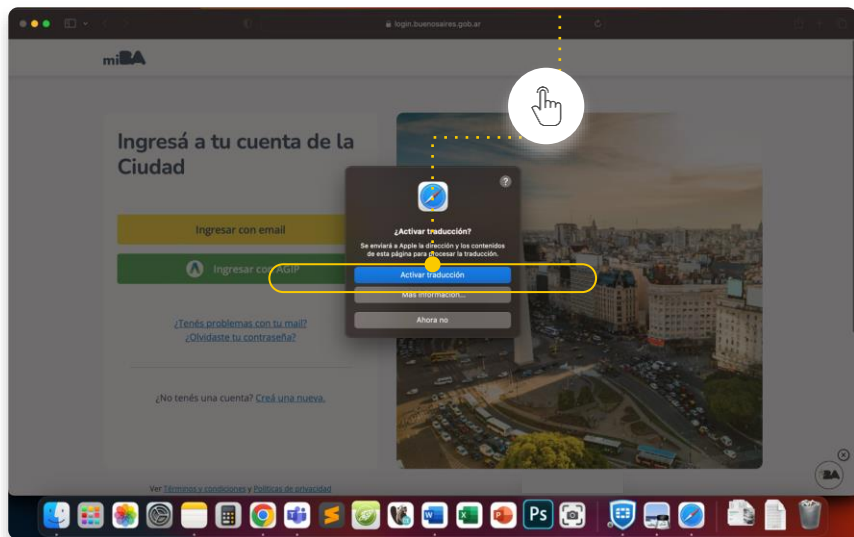 login.buenosaires.gob.ar
miBA
Ingresá a tu cuenta de la
Ciudad
Ingresar con email
Ingresar con AGIP
¿Tenés problemas con tu mail?
¿Olvidaste tu contraseña?
¿No tenés una cuenta? Creá una nueva.
Ver Términos y condiciones y Políticas de privacidad
¿Activar traducción?
Se enviará a Apple la dirección y los contenidos
de esta página para procesar la traducción.
Activar traducción
Más información...
Ahora no
BA
Ps